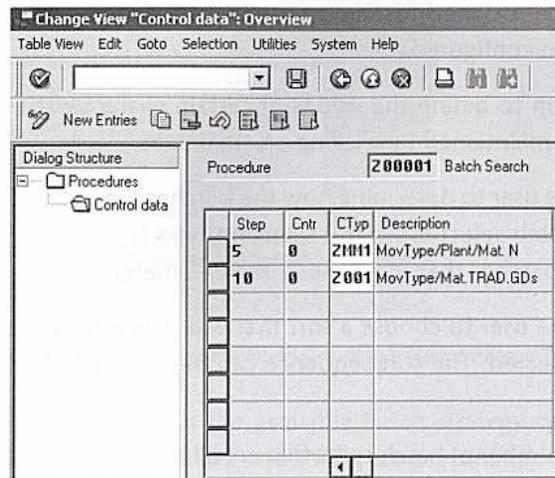 Change View "Control data": Overview
Table View Edit Goto Selection Utilities System Help
New Entries
Dialog Structure
Procedures
Control data
Procedure Z00001 Batch Search
Step Cntr CTyp Description
5 0 ZMM1 MovType/Plant/Mat. N
10 0 Z001 MovType/Mat.TRAD.GDs